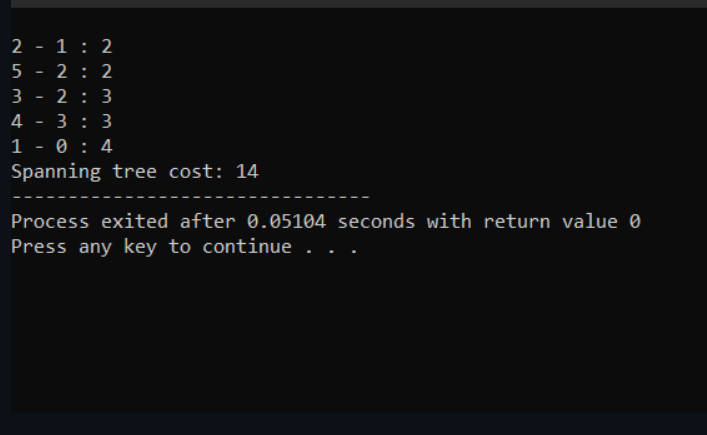 2 - 1 : 2
5 - 2 : 2
3 - 2 : 3
4 - 3 : 3
1 - 0 : 4
Spanning tree cost: 14
--------------------------------
Process exited after 0.05104 seconds with return value 0
Press any key to continue . . .